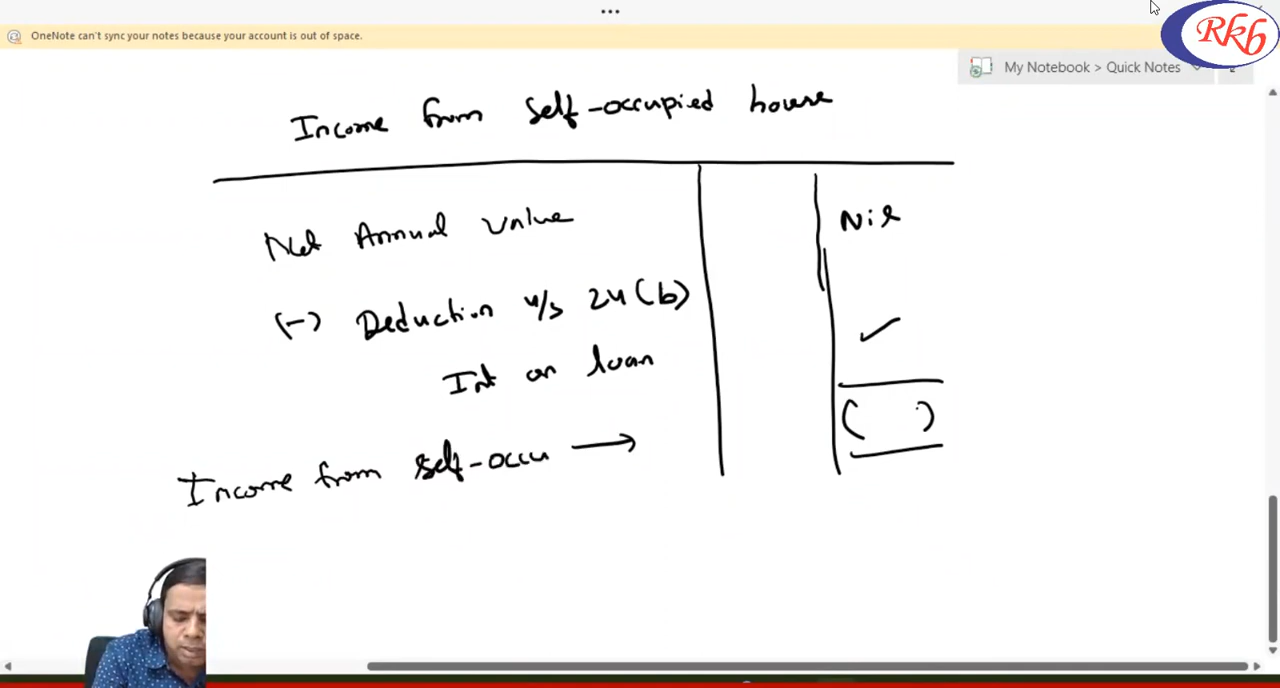 OneNote can't sync your notes because your account is out of space.
Rkb
My Notebook > Quick Notes
Income from self-occupied house
Net Annual value Nil
(-) Deduction u/s 24(b)
Int on loan ✓
Income from self-occu → ( )